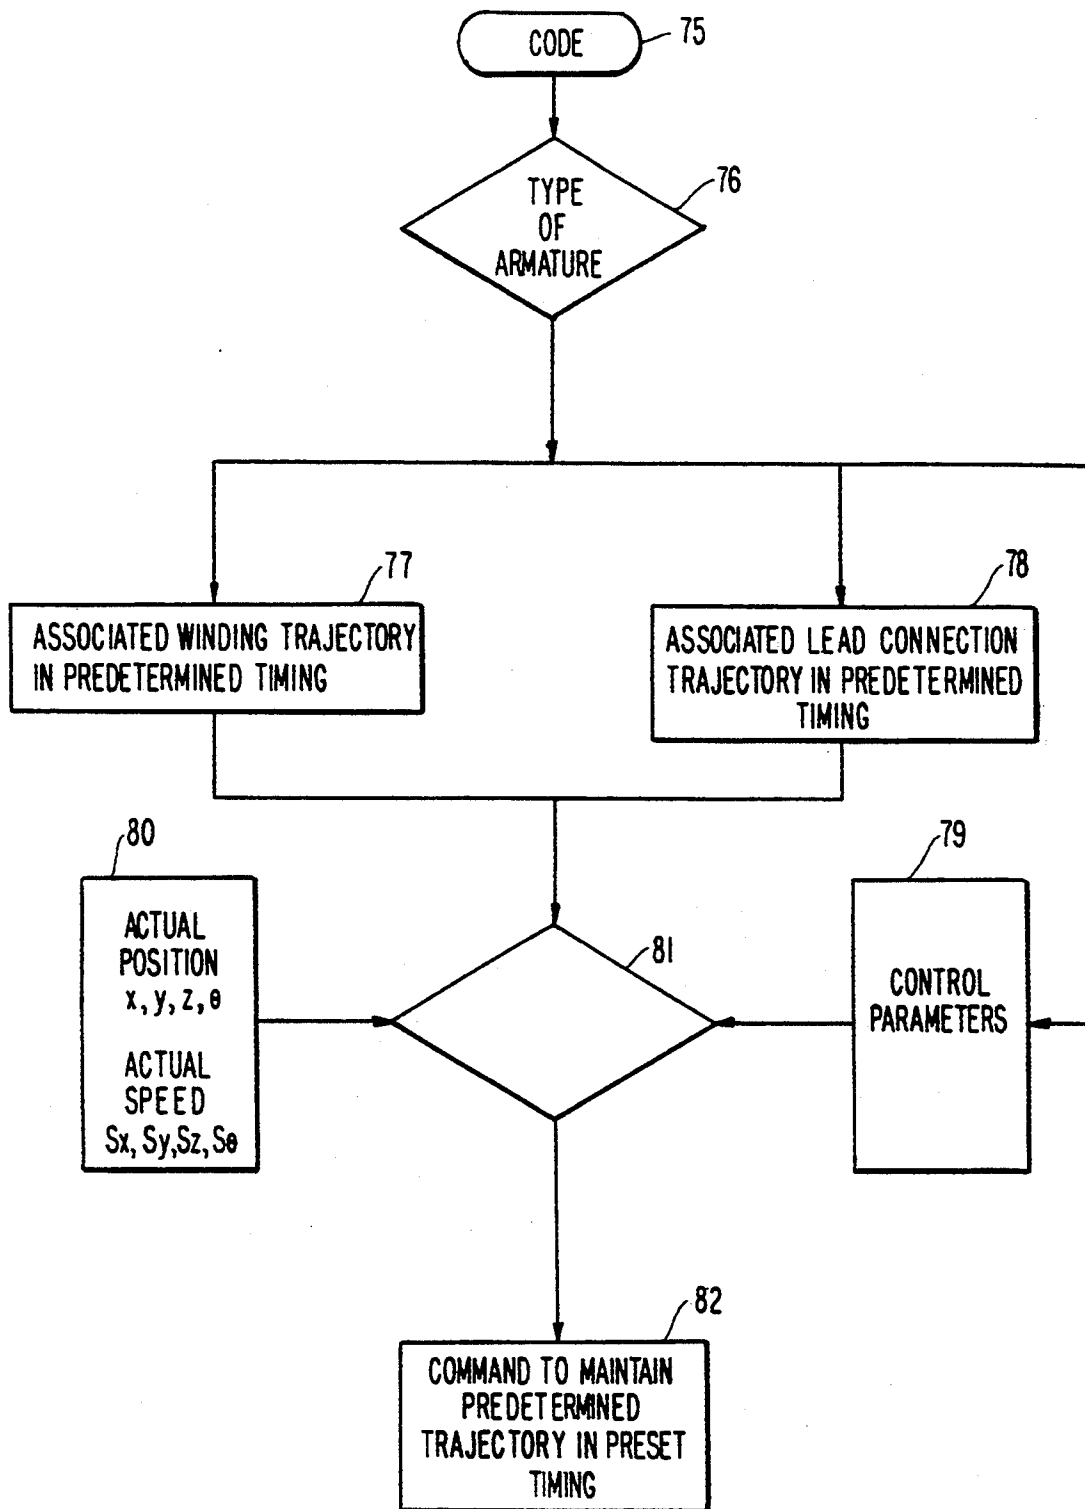 CODE
75
TYPE
OF
ARMATURE
76
77
ASSOCIATED WINDING TRAJECTORY
IN PREDETERMINED TIMING
78
ASSOCIATED LEAD CONNECTION
TRAJECTORY IN PREDETERMINED
TIMING
80
ACTUAL
POSITION
x, y, z, θ
ACTUAL
SPEED
Sx, Sy, Sz, Sθ
81
79
CONTROL
PARAMETERS
82
COMMAND TO MAINTAIN
PREDETERMINED
TRAJECTORY IN PRESET
TIMING